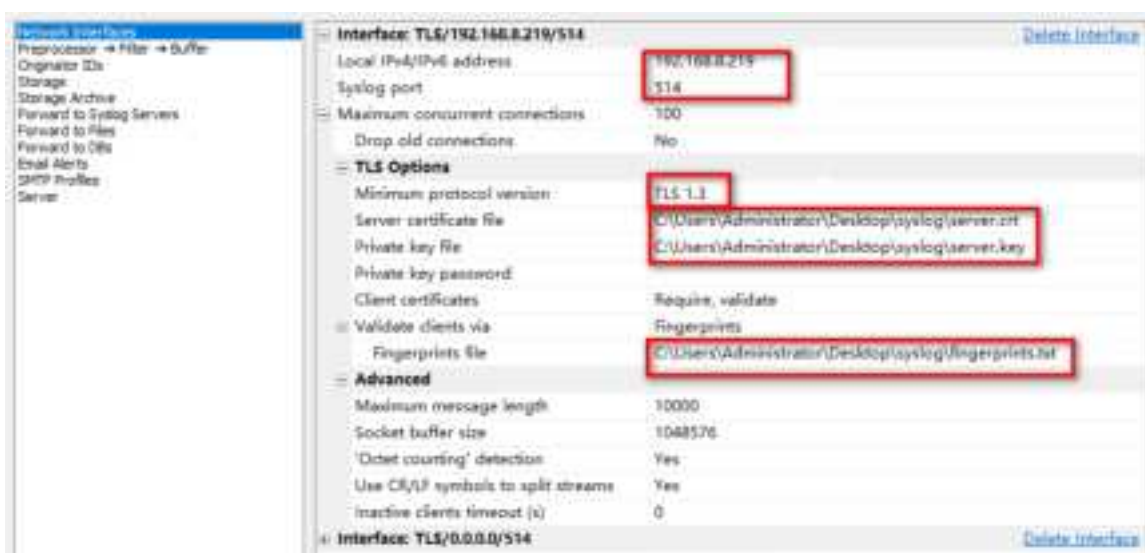 Network Interfaces
Preprocessor → Filter → Buffer
Originator IDs
Storage
Storage Archive
Forward to Syslog Servers
Forward to Files
Forward to DBs
Email Alerts
SMTP Profiles
Server
Interface: TLS/192.168.8.219/514 Delete Interface
Local IPv4/IPv6 address 192.168.8.219
Syslog port 514
Maximum concurrent connections 100
Drop old connections No
TLS Options
Minimum protocol version TLS 1.3
Server certificate file C:\Users\Administrator\Desktop\syslog\server.crt
Private key file C:\Users\Administrator\Desktop\syslog\server.key
Private key password
Client certificates Require, validate
Validate clients via Fingerprints
Fingerprints file C:\Users\Administrator\Desktop\syslog\fingerprints.txt
Advanced
Maximum message length 10000
Socket buffer size 1048576
'Octet counting' detection Yes
Use CR/LF symbols to split streams Yes
Inactive clients timeout (s) 0
Interface: TLS/0.0.0.0/514 Delete Interface